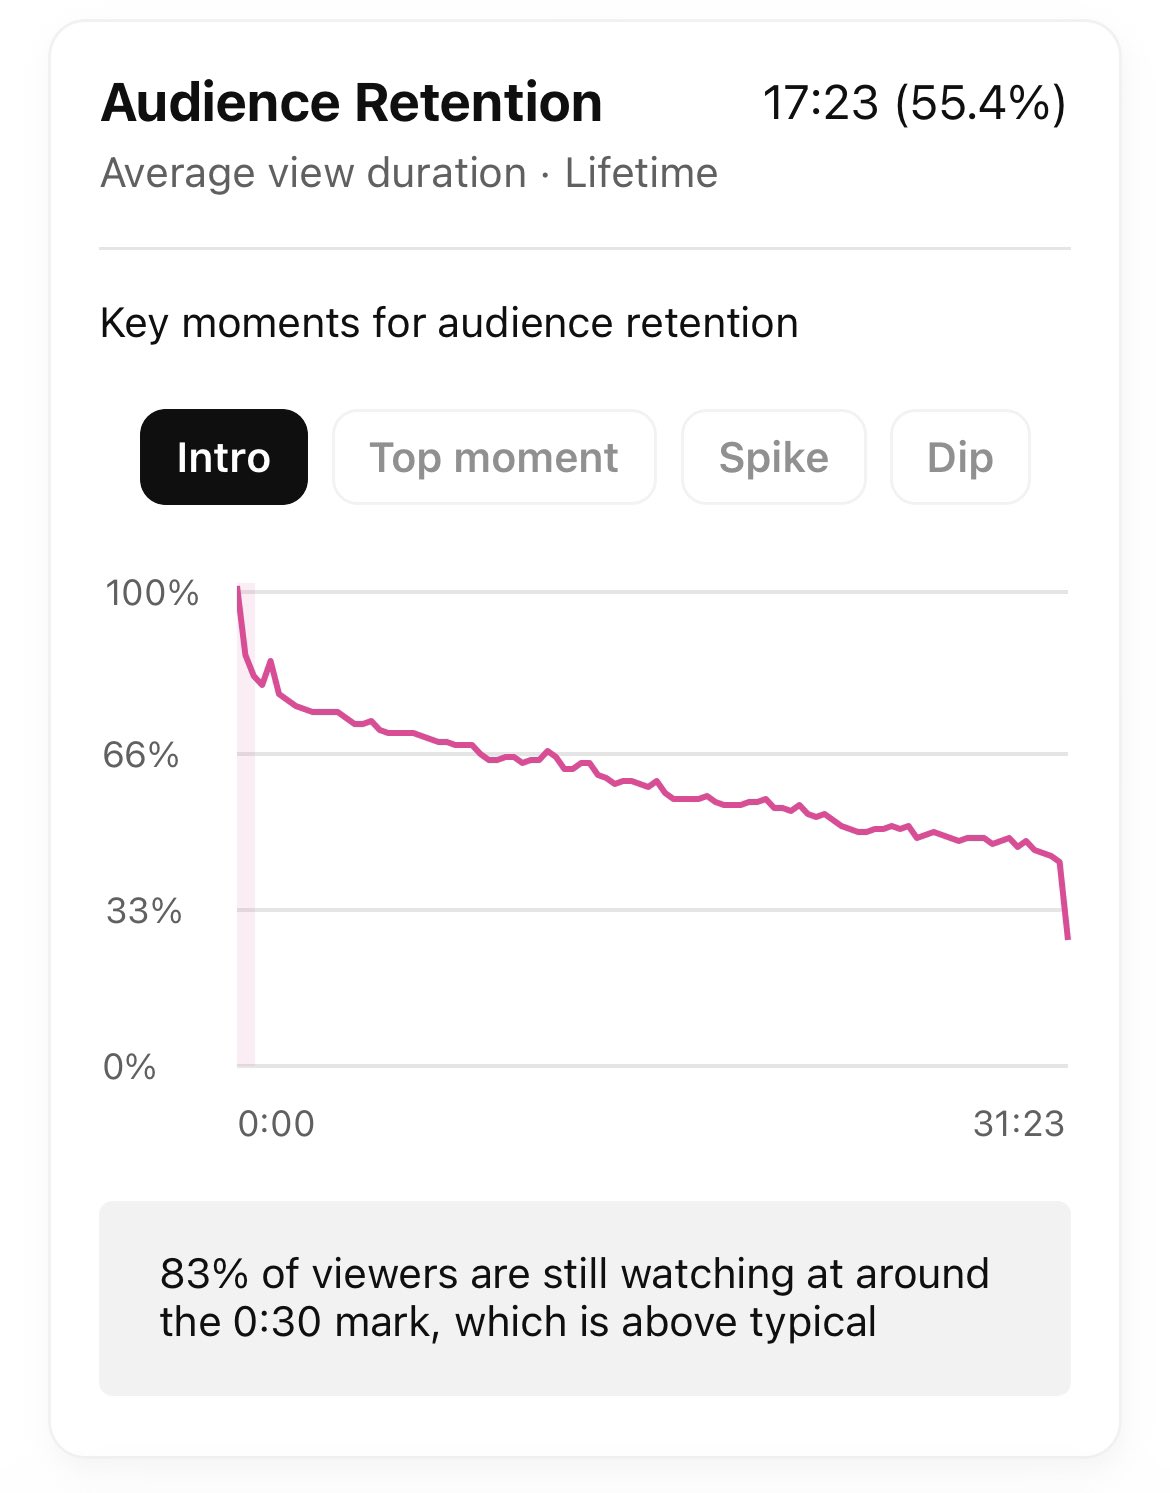 Audience Retention 17:23 (55.4%)
Average view duration · Lifetime
Key moments for audience retention
Intro Top moment Spike Dip
100%
66%
33%
0%
0:00 31:23
83% of viewers are still watching at around
the 0:30 mark, which is above typical